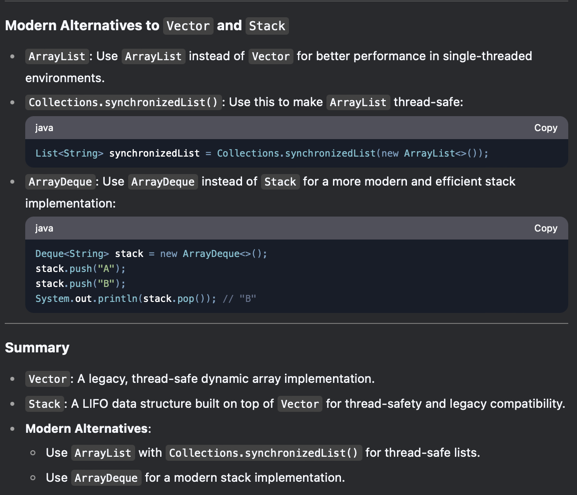 Modern Alternatives to Vector and Stack
• ArrayList: Use ArrayList instead of Vector for better performance in single-threaded
environments.
• Collections.synchronizedList(): Use this to make ArrayList thread-safe:
java Copy
List<String> synchronizedList = Collections.synchronizedList(new ArrayList<>());
• ArrayDeque: Use ArrayDeque instead of Stack for a more modern and efficient stack
implementation:
java Copy
Deque<String> stack = new ArrayDeque<>();
stack.push("A");
stack.push("B");
System.out.println(stack.pop()); // "B"
Summary
• Vector: A legacy, thread-safe dynamic array implementation.
• Stack: A LIFO data structure built on top of Vector for thread-safety and legacy compatibility.
• Modern Alternatives:
◦ Use ArrayList with Collections.synchronizedList() for thread-safe lists.
◦ Use ArrayDeque for a modern stack implementation.